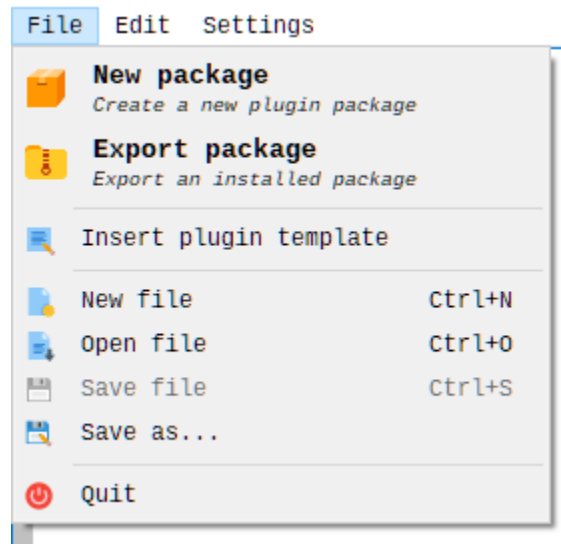 File Edit Settings
New package
Create a new plugin package
Export package
Export an installed package
Insert plugin template
New file Ctrl+N
Open file Ctrl+O
Save file Ctrl+S
Save as...
Quit